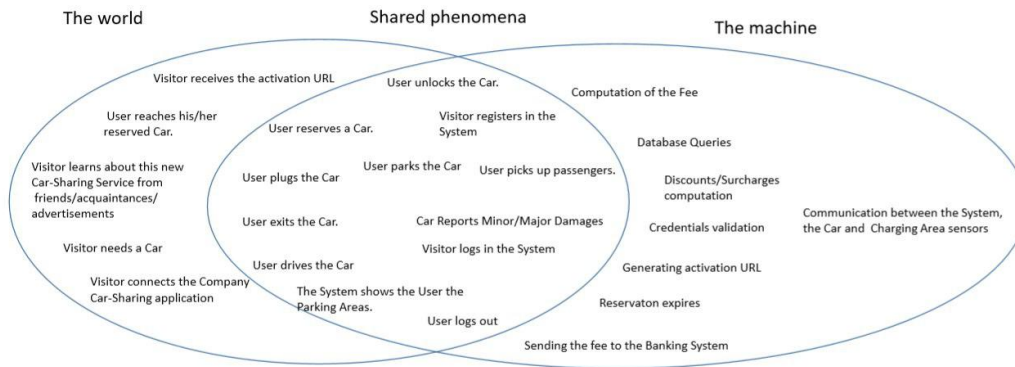 The world
Shared phenomena
The machine
Visitor receives the activation URL
User reaches his/her
reserved Car.
Visitor learns about this new
Car-Sharing Service from
friends/acquaintances/
advertisements
Visitor needs a Car
Visitor connects the Company
Car-Sharing application
User unlocks the Car.
User reserves a Car.
Visitor registers in the
System
User plugs the Car
User parks the Car
User picks up passengers.
User exits the Car.
Car Reports Minor/Major Damages
Visitor logs in the System
User drives the Car
The System shows the User the
Parking Areas.
User logs out
Computation of the Fee
Database Queries
Discounts/Surcharges
computation
Credentials validation
Communication between the System,
the Car and Charging Area sensors
Generating activation URL
Reservaton expires
Sending the fee to the Banking System